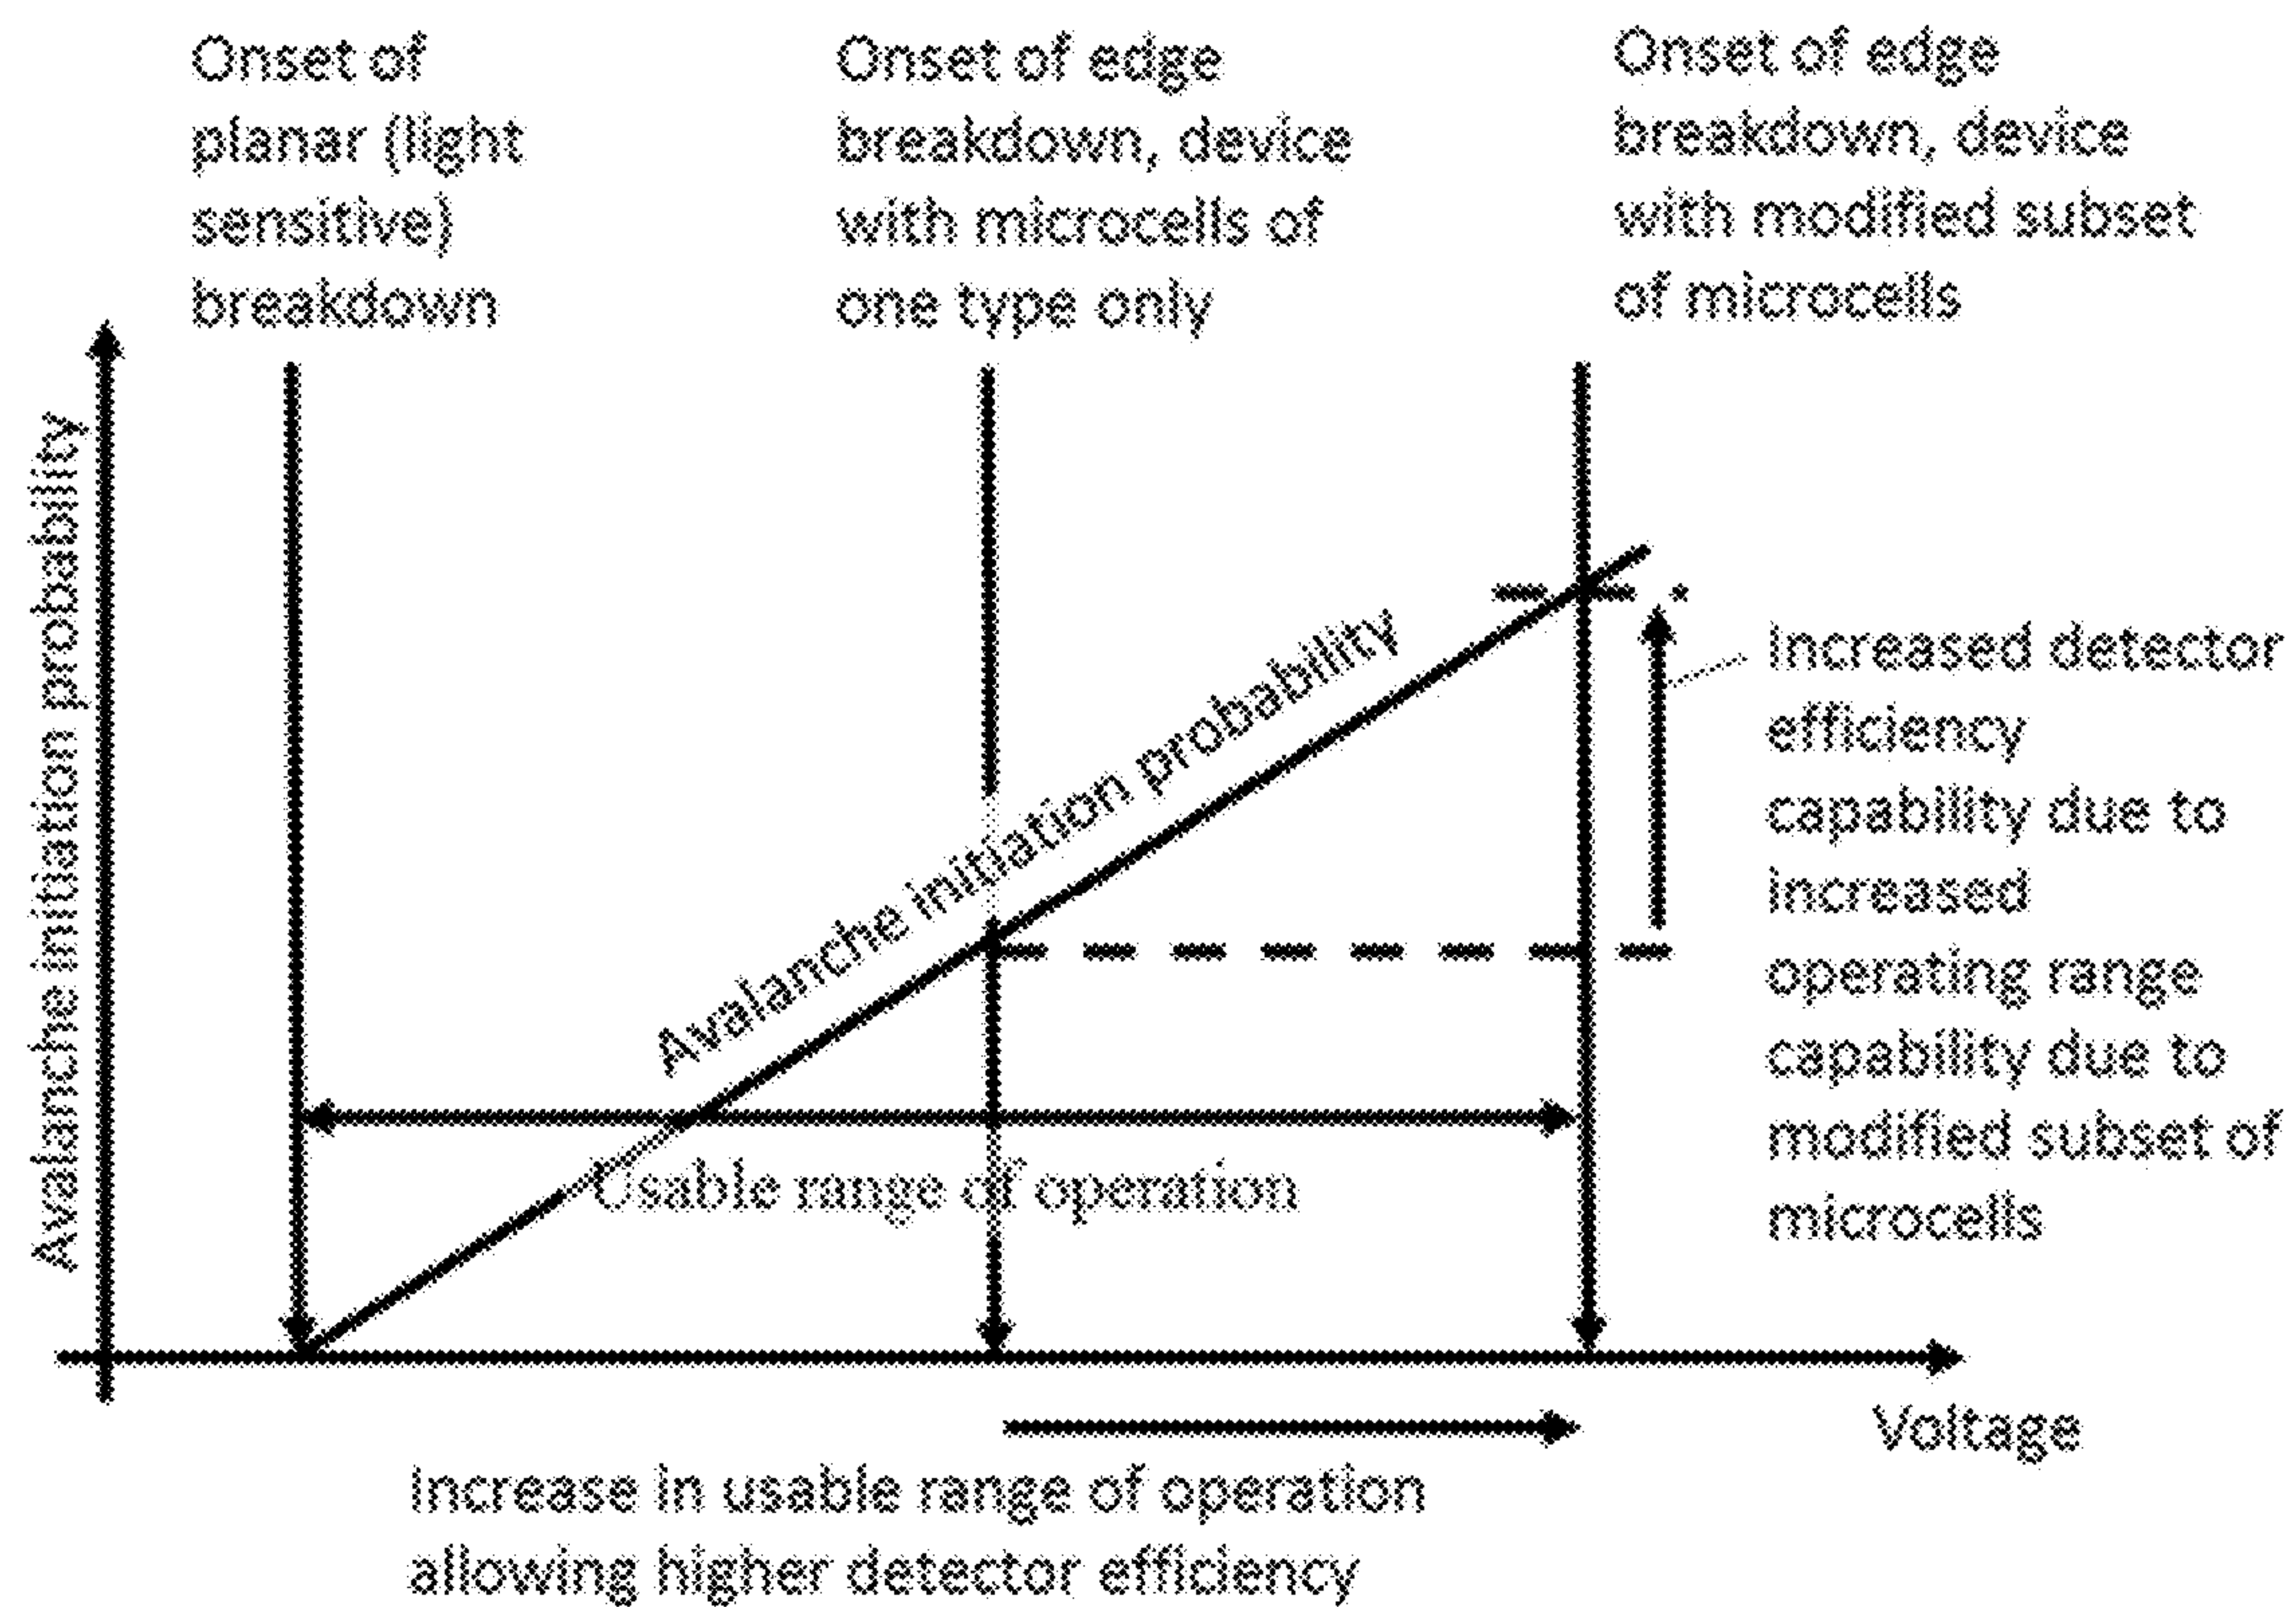 Onset of
planar (light
sensitive)
breakdown
Onset of edge
breakdown, device
with microcells of
one type only
Onset of edge
breakdown, device
with modified subset
of microcells
Avalanche initiation probability
Avalanche initiation probability
Increased detector
efficiency
capability due to
increased
operating range
capability due to
modified subset of
microcells
Usable range of operation
Voltage
Increase in usable range of operation
allowing higher detector efficiency